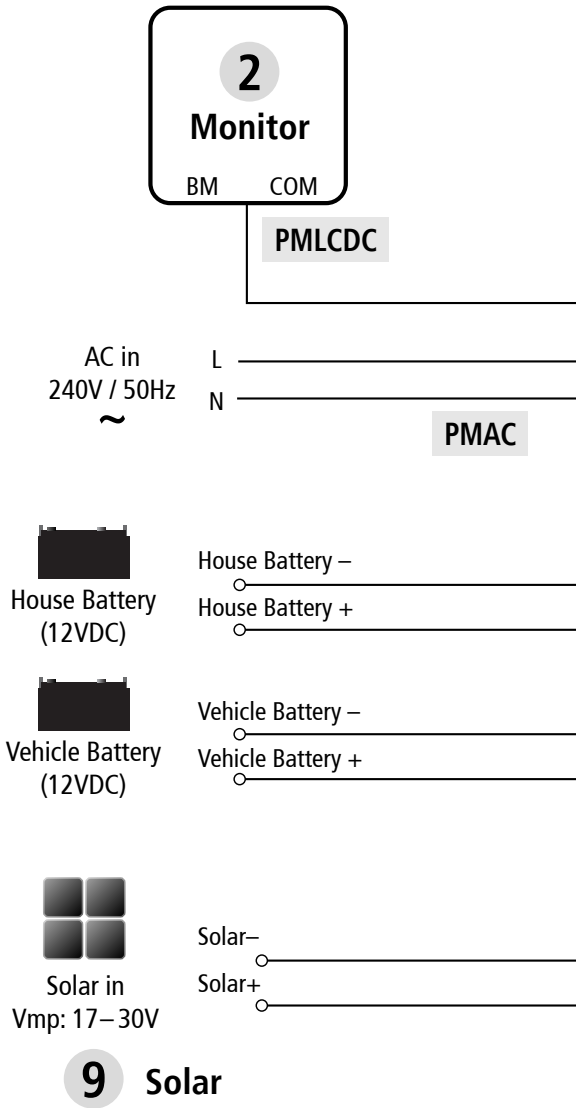 2
Monitor
BM COM
PMLCDC
AC in
240V / 50Hz
~
L
N
PMAC
House Battery
(12VDC)
House Battery –
House Battery +
Vehicle Battery
(12VDC)
Vehicle Battery –
Vehicle Battery +
Solar in
Vmp: 17–30V
Solar–
Solar+
9 Solar